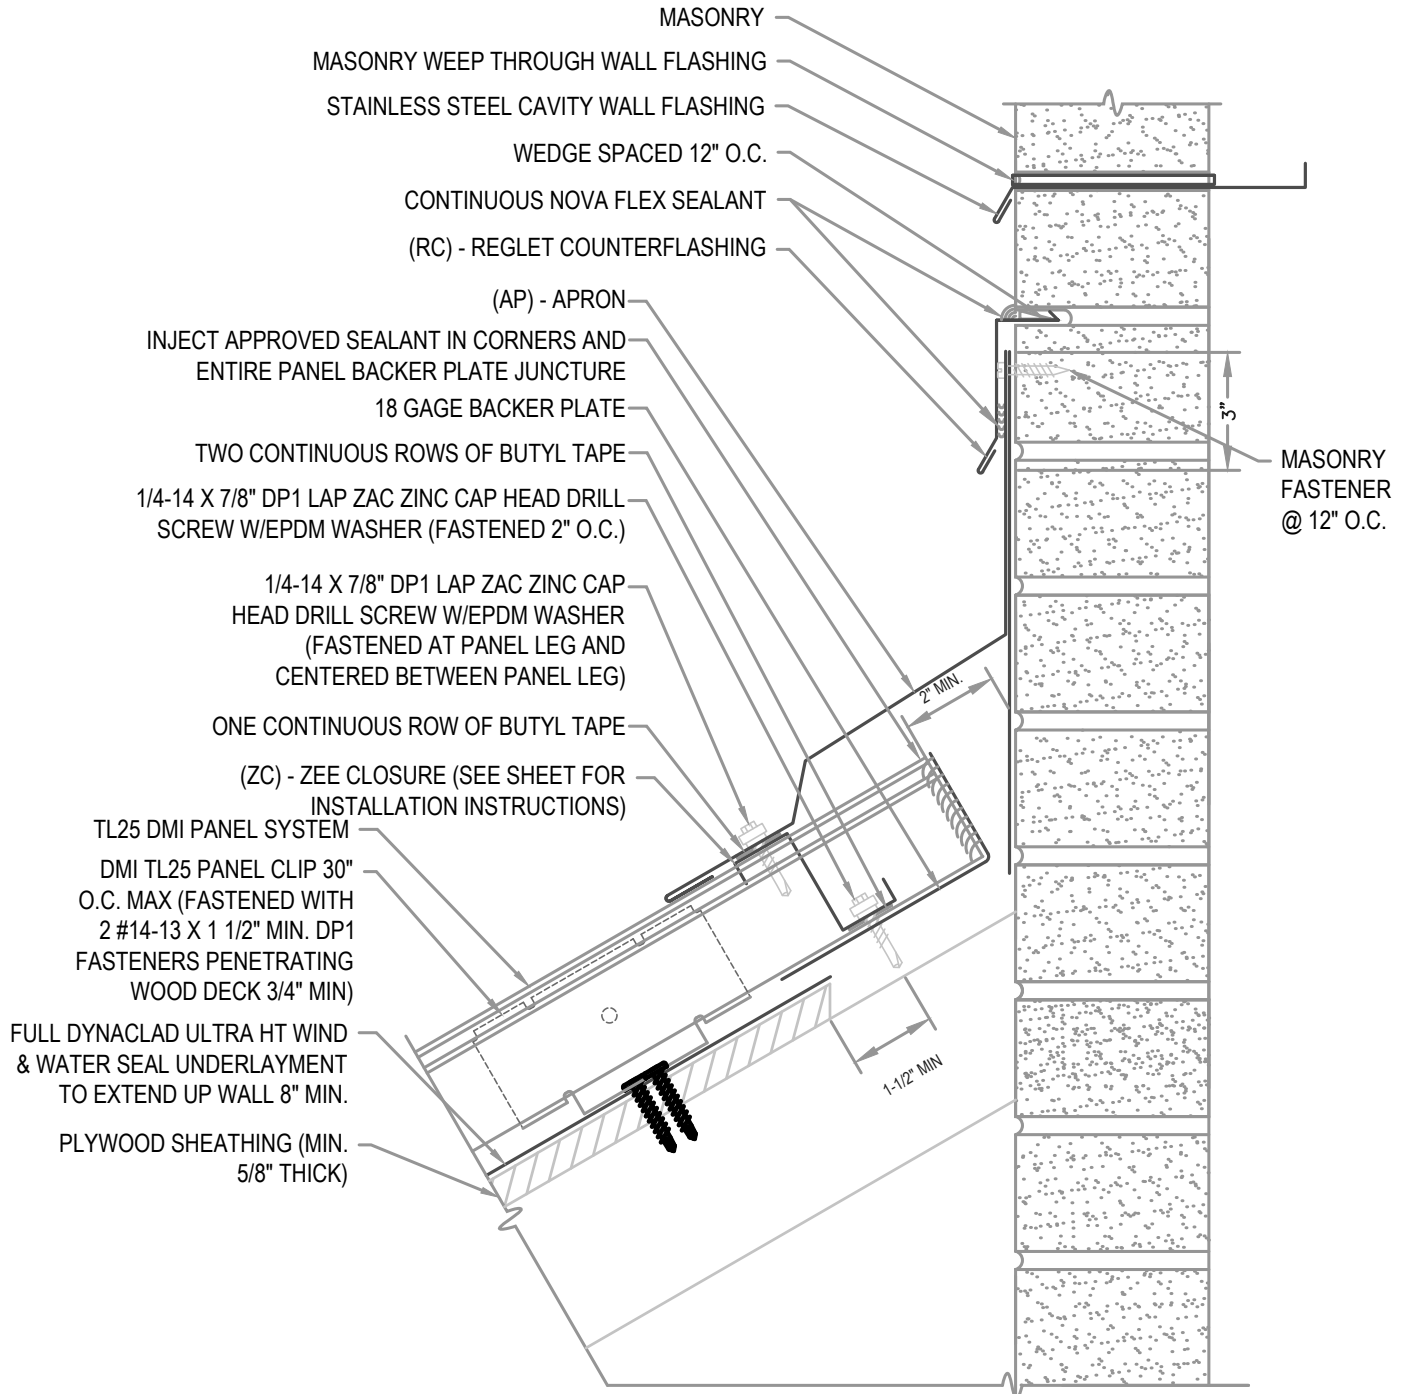 MASONRY
MASONRY WEEP THROUGH WALL FLASHING
STAINLESS STEEL CAVITY WALL FLASHING
WEDGE SPACED 12" O.C.
CONTINUOUS NOVA FLEX SEALANT
(RC) - REGLET COUNTERFLASHING
(AP) - APRON
INJECT APPROVED SEALANT IN CORNERS AND
ENTIRE PANEL BACKER PLATE JUNCTURE
18 GAGE BACKER PLATE
TWO CONTINUOUS ROWS OF BUTYL TAPE
1/4-14 X 7/8" DP1 LAP ZAC ZINC CAP HEAD DRILL
SCREW W/EPDM WASHER (FASTENED 2" O.C.)
1/4-14 X 7/8" DP1 LAP ZAC ZINC CAP
HEAD DRILL SCREW W/EPDM WASHER
(FASTENED AT PANEL LEG AND
CENTERED BETWEEN PANEL LEG)
ONE CONTINUOUS ROW OF BUTYL TAPE
(ZC) - ZEE CLOSURE (SEE SHEET FOR
INSTALLATION INSTRUCTIONS)
TL25 DMI PANEL SYSTEM
DMI TL25 PANEL CLIP 30"
O.C. MAX (FASTENED WITH
2 #14-13 X 1 1/2" MIN. DP1
FASTENERS PENETRATING
WOOD DECK 3/4" MIN)
FULL DYNACLAD ULTRA HT WIND
& WATER SEAL UNDERLAYMENT
TO EXTEND UP WALL 8" MIN.
PLYWOOD SHEATHING (MIN.
5/8" THICK)
3"
MASONRY
FASTENER
@ 12" O.C.
2" MIN.
1-1/2" MIN